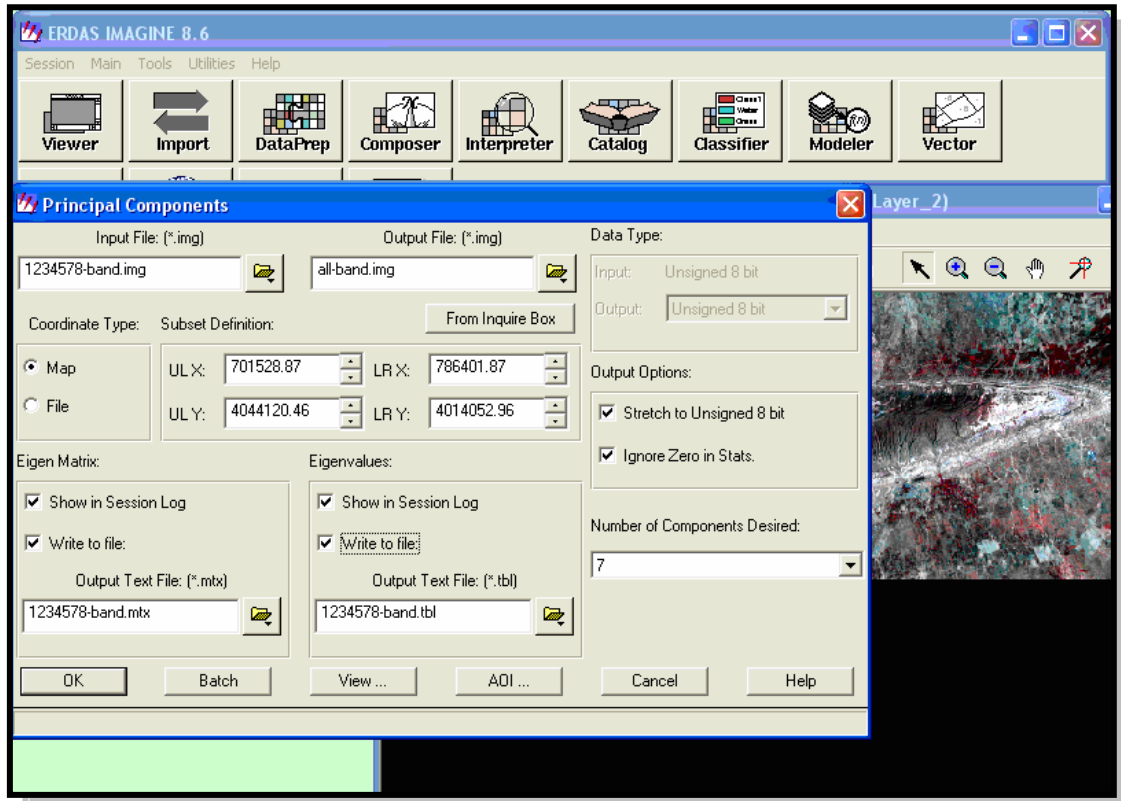 ERDAS IMAGINE 8.6
Session Main Tools Utilities Help
Viewer Import DataPrep Composer Interpreter Catalog Classifier Modeler Vector
Class1
Water
Grass
f(n)
Layer_2)
Principal Components
Input File: (*.img)
1234578-band.img
Output File: (*.img)
all-band.img
Data Type:
Input: Unsigned 8 bit
Output: Unsigned 8 bit
From Inquire Box
Coordinate Type:
Map
File
Subset Definition:
UL X: 701528.87 LR X: 786401.87
UL Y: 4044120.46 LR Y: 4014052.96
Output Options:
Stretch to Unsigned 8 bit
Ignore Zero in Stats.
Eigen Matrix:
Show in Session Log
Write to file:
Output Text File: (*.mtx)
1234578-band.mtx
Eigenvalues:
Show in Session Log
Write to file:
Output Text File: (*.tbl)
1234578-band.tbl
Number of Components Desired:
7
OK Batch View ... AOI ... Cancel Help